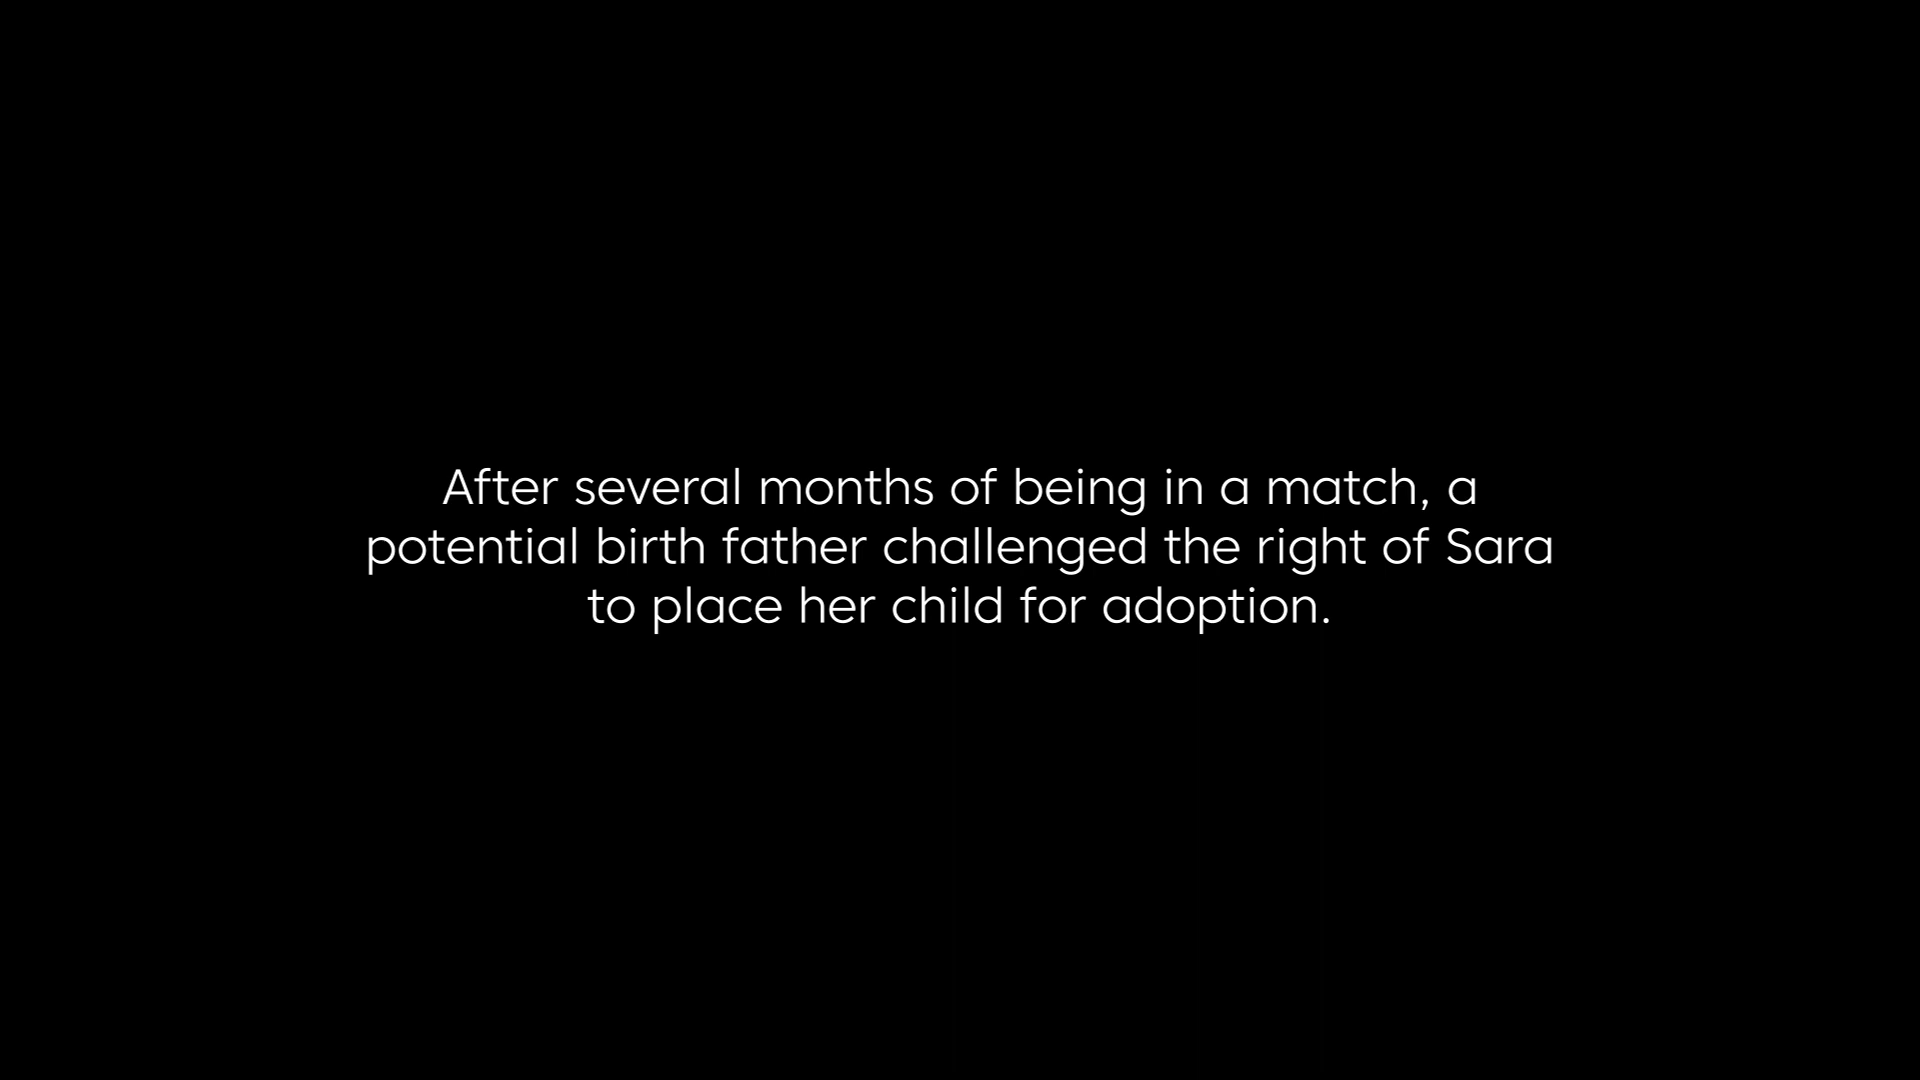 After several months of being in a match, a
potential birth father challenged the right of Sara
to place her child for adoption.